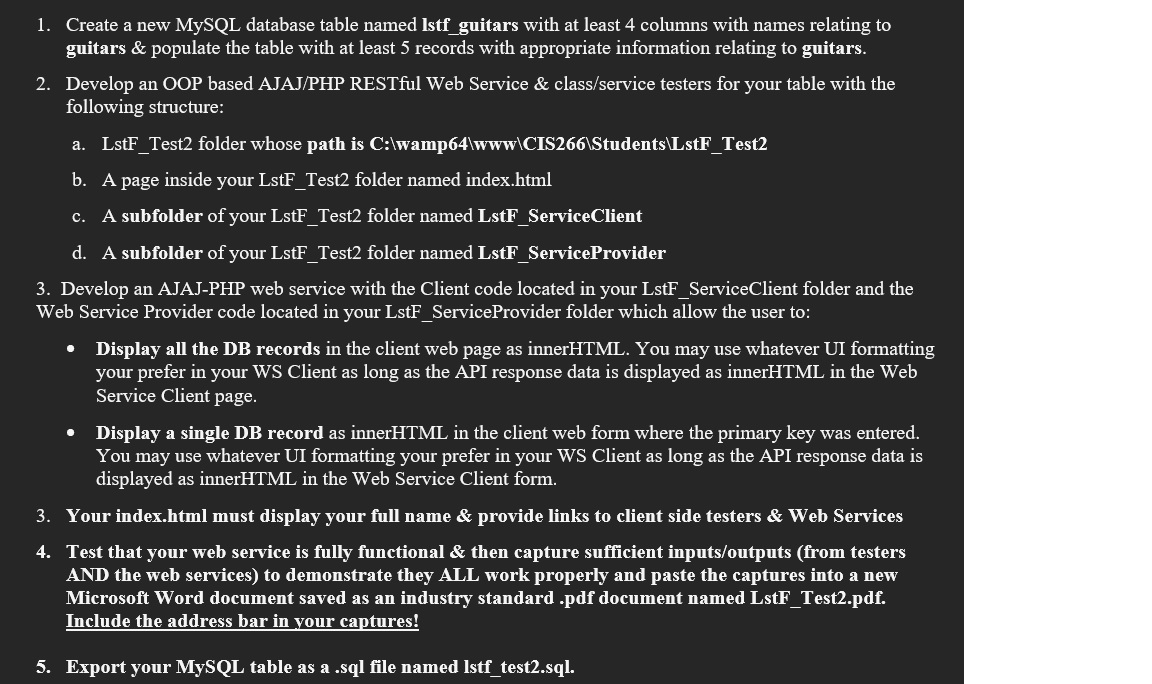 1. Create a new MySQL database table named lstf_guitars with at least 4 columns with names relating to
guitars & populate the table with at least 5 records with appropriate information relating to guitars.
2. Develop an OOP based AJAJ/PHP RESTful Web Service & class/service testers for your table with the
following structure:
a. LstF_Test2 folder whose path is C:\wamp64\www\CIS266\Students\LstF_Test2
b. A page inside your LstF_Test2 folder named index.html
c. A subfolder of your LstF_Test2 folder named LstF_ServiceClient
d. A subfolder of your LstF_Test2 folder named LstF_ServiceProvider
3. Develop an AJAJ-PHP web service with the Client code located in your LstF_ServiceClient folder and the
Web Service Provider code located in your LstF_ServiceProvider folder which allow the user to:
• Display all the DB records in the client web page as innerHTML. You may use whatever UI formatting
your prefer in your WS Client as long as the API response data is displayed as innerHTML in the Web
Service Client page.
• Display a single DB record as innerHTML in the client web form where the primary key was entered.
You may use whatever UI formatting your prefer in your WS Client as long as the API response data is
displayed as innerHTML in the Web Service Client form.
3. Your index.html must display your full name & provide links to client side testers & Web Services
4. Test that your web service is fully functional & then capture sufficient inputs/outputs (from testers
AND the web services) to demonstrate they ALL work properly and paste the captures into a new
Microsoft Word document saved as an industry standard .pdf document named LstF_Test2.pdf.
Include the address bar in your captures!
5. Export your MySQL table as a .sql file named lstf_test2.sql.